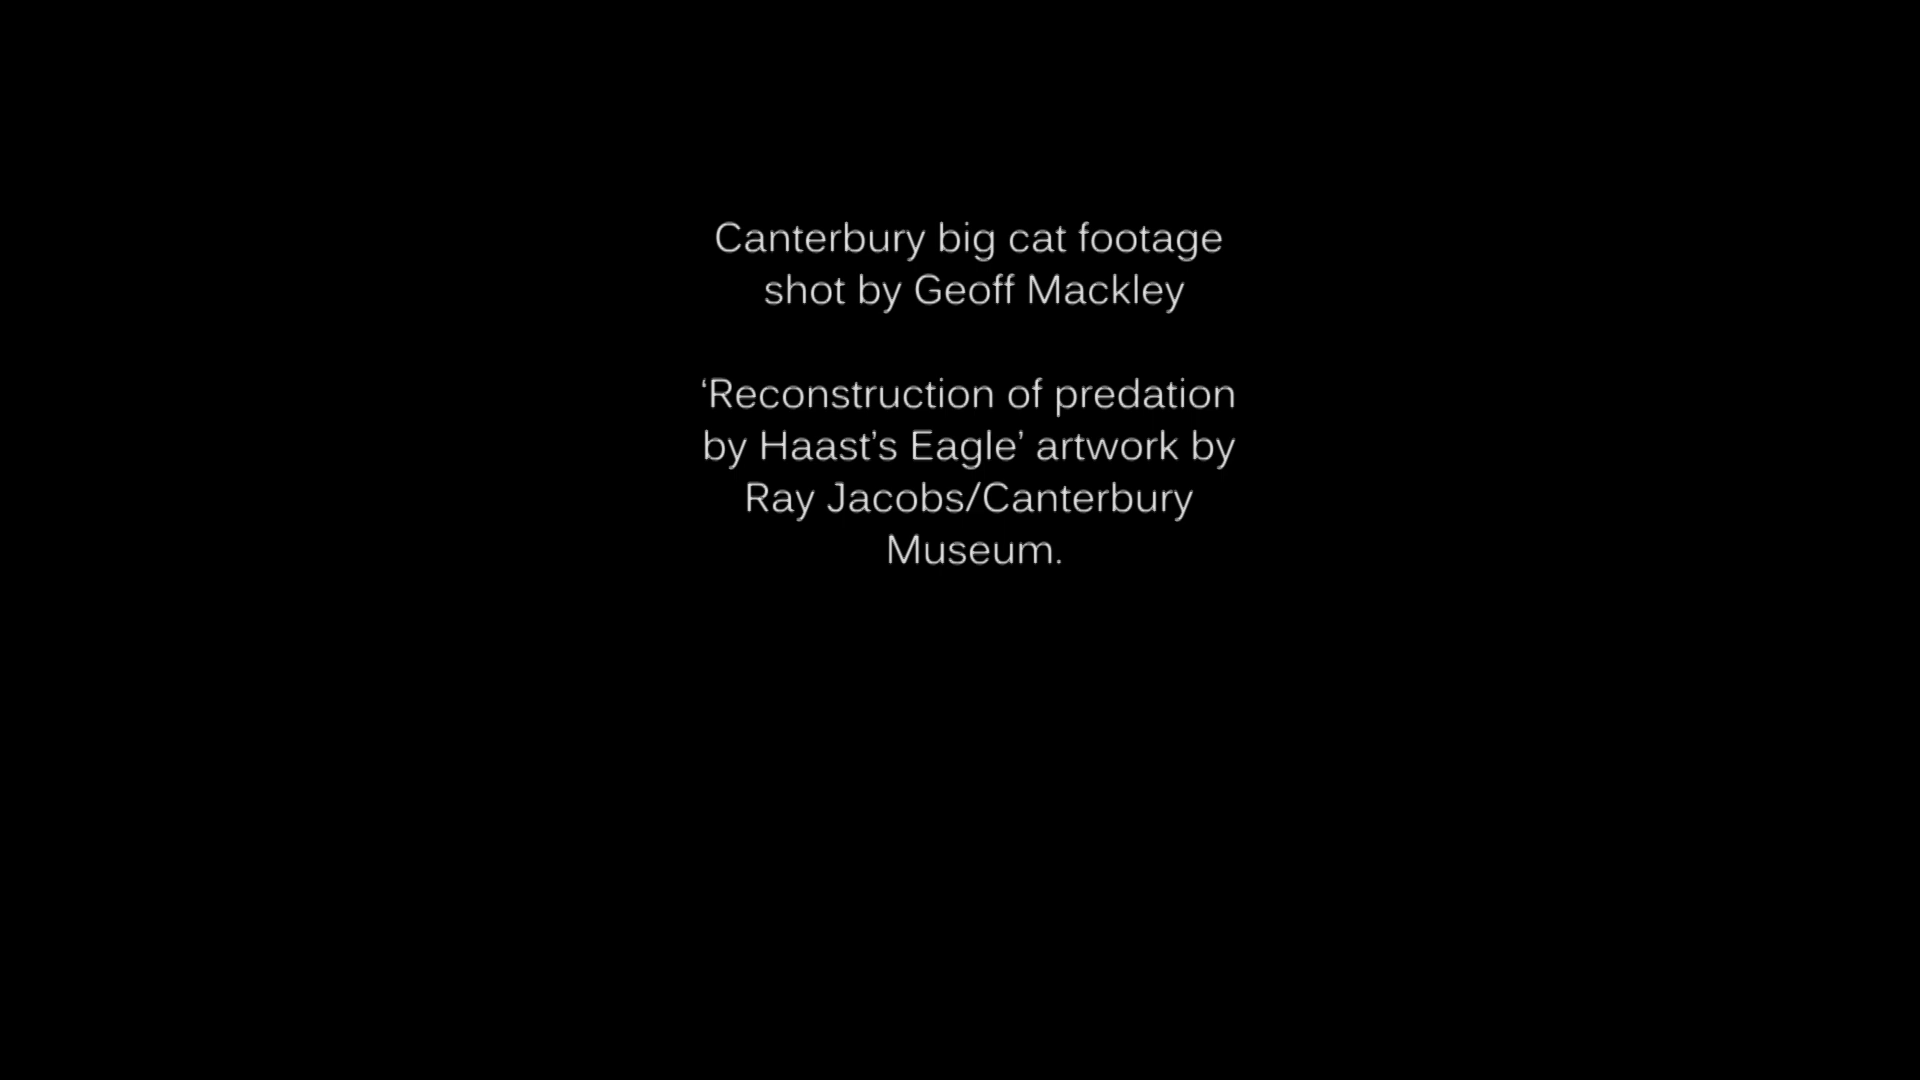 Canterbury big cat footage
shot by Geoff Mackley
‘Reconstruction of predation
by Haast’s Eagle’ artwork by
Ray Jacobs/Canterbury
Museum.